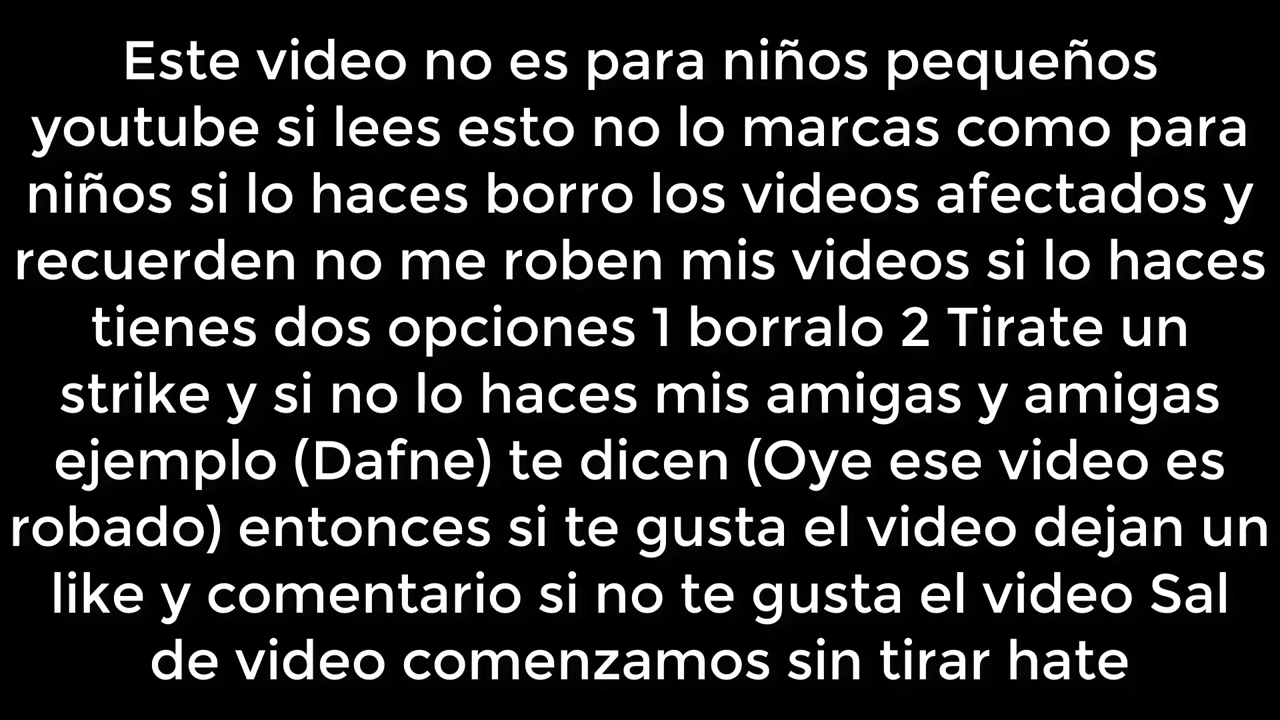 Este video no es para niños pequeños
youtube si lees esto no lo marcas como para
niños si lo haces borro los videos afectados y
recuerden no me roben mis videos si lo haces
tienes dos opciones 1 borralo 2 Tirate un
strike y si no lo haces mis amigas y amigas
ejemplo (Dafne) te dicen (Oye ese video es
robado) entonces si te gusta el video dejan un
like y comentario si no te gusta el video Sal
de video comenzamos sin tirar hate